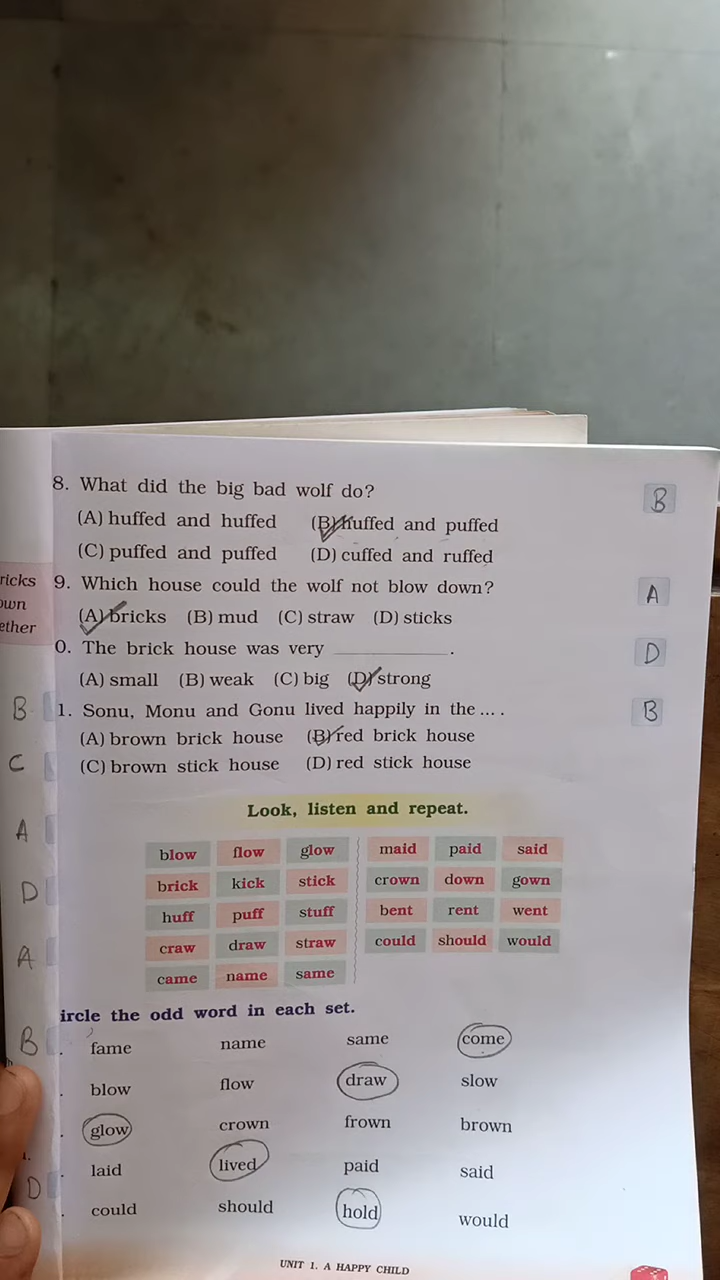 8. What did the big bad wolf do? B
(A) huffed and huffed (B) huffed and puffed
(C) puffed and puffed (D) cuffed and ruffed
ricks
own
ether
9. Which house could the wolf not blow down? A
(A) bricks (B) mud (C) straw (D) sticks
0. The brick house was very ____________. D
(A) small (B) weak (C) big (D) strong
B
1. Sonu, Monu and Gonu lived happily in the ... . B
(A) brown brick house (B) red brick house
C
(C) brown stick house (D) red stick house
Look, listen and repeat.
A
blow flow glow maid paid said
D
brick kick stick crown down gown
huff puff stuff bent rent went
A
craw draw straw could should would
came name same
ircle the odd word in each set.
B
. fame name same come
. blow flow draw slow
. glow crown frown brown
. laid lived paid said
D
. could should hold would
UNIT 1. A HAPPY CHILD